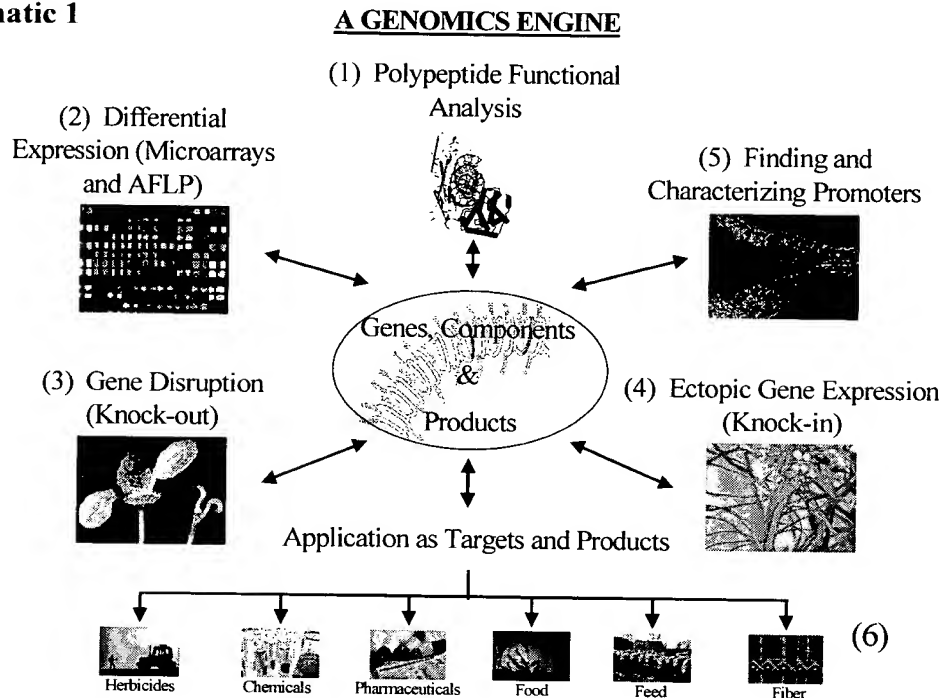 natic 1
A GENOMICS ENGINE
(1) Polypeptide Functional
Analysis
(2) Differential
Expression (Microarrays
and AFLP)
(5) Finding and
Characterizing Promoters
Genes, Components
&
Products
(3) Gene Disruption
(Knock-out)
(4) Ectopic Gene Expression
(Knock-in)
Application as Targets and Products
(6)
Herbicides
Chemicals
Pharmaceuticals
Food
Feed
Fiber